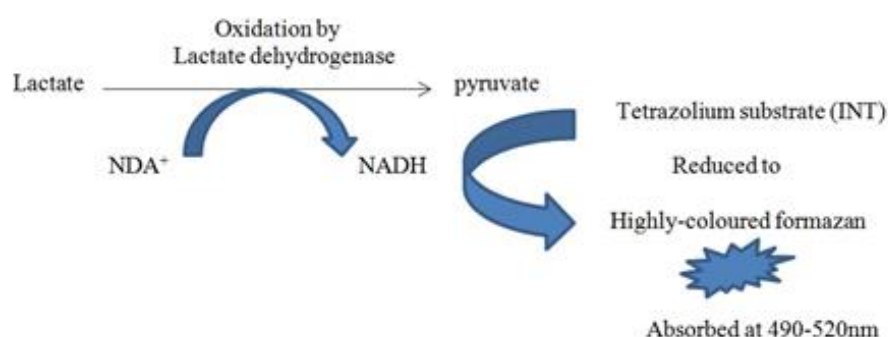 Oxidation by
Lactate dehydrogenase
Lactate
pyruvate
Tetrazolium substrate (INT)
NDA⁺
NADH
Reduced to
Highly-coloured formazan
Absorbed at 490-520nm